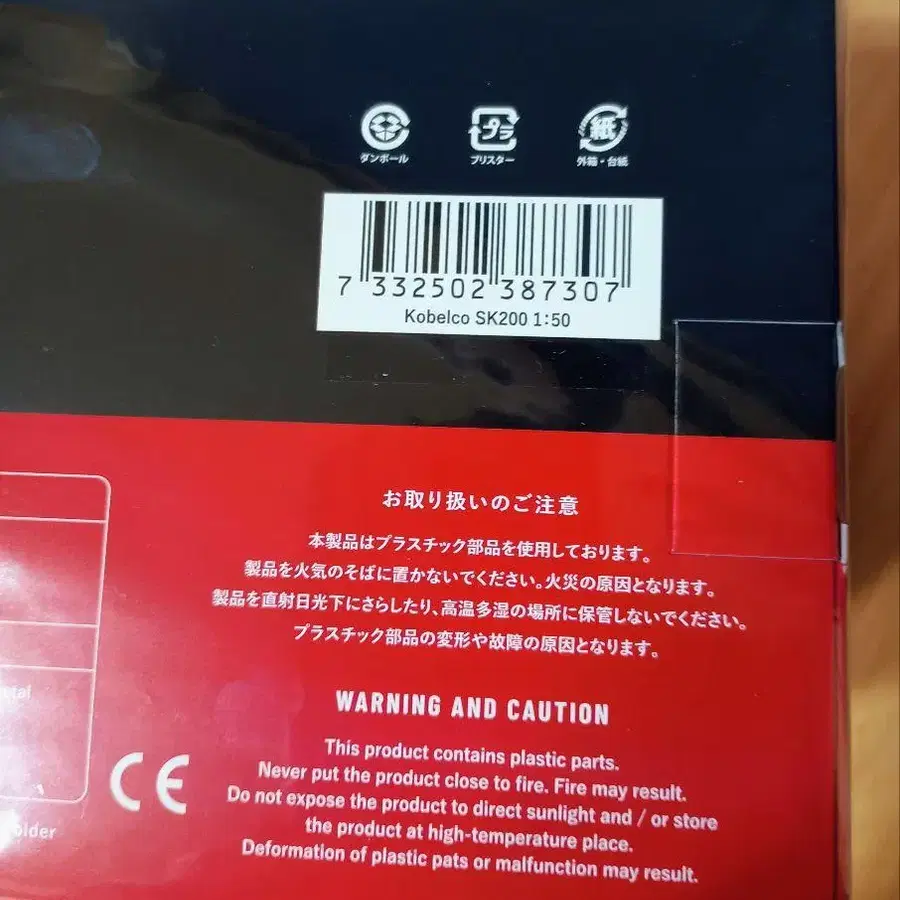 ダンボール
プラ
ブリスター
紙
外箱・台紙
7 332502 387307
Kobelco SK200 1:50
お取り扱いのご注意
本製品はプラスチック部品を使用しております。
製品を火気のそばに置かないでください。火災の原因となります。
製品を直射日光下にさらしたり、高温多湿の場所に保管しないでください。
プラスチック部品の変形や故障の原因となります。
WARNING AND CAUTION
This product contains plastic parts.
Never put the product close to fire. Fire may result.
Do not expose the product to direct sunlight and / or store
the product at high-temperature place.
Deformation of plastic pats or malfunction may result.
CE